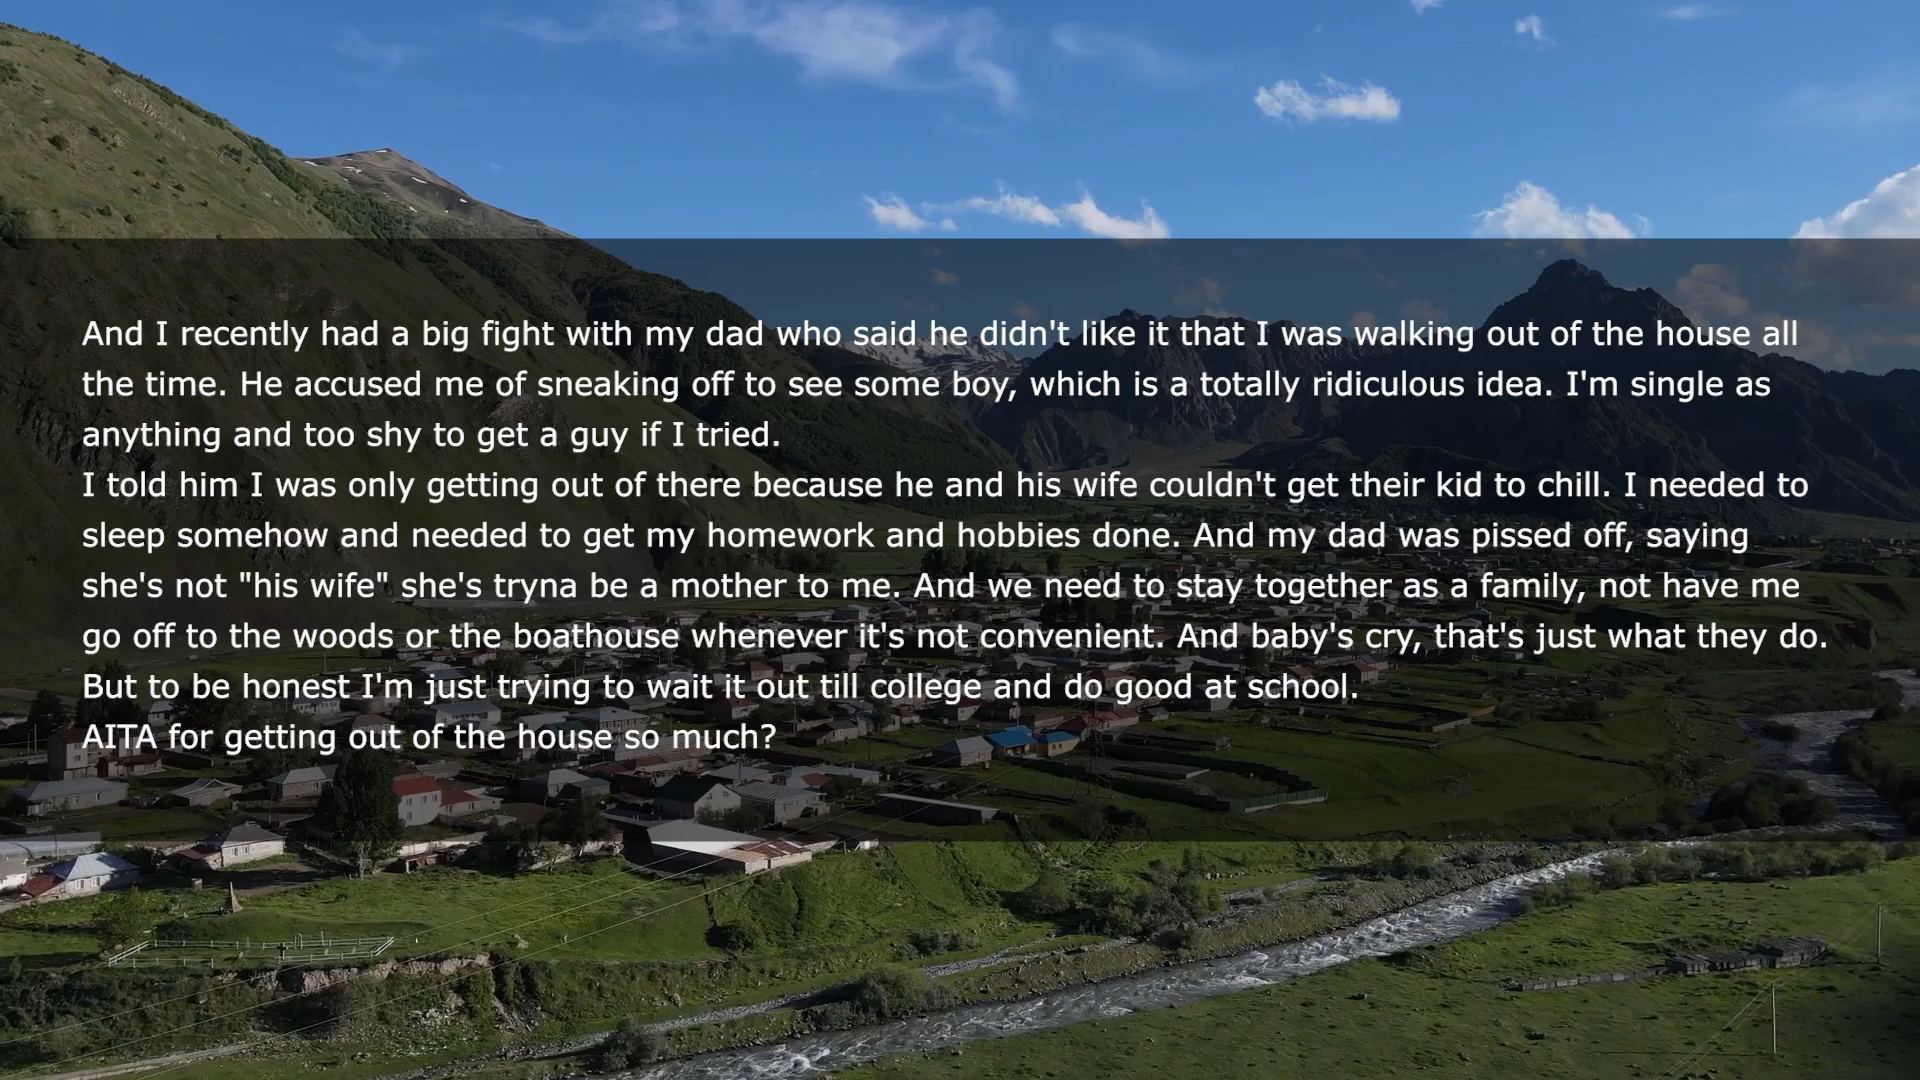 And I recently had a big fight with my dad who said he didn't like it that I was walking out of the house all
the time. He accused me of sneaking off to see some boy, which is a totally ridiculous idea. I'm single as
anything and too shy to get a guy if I tried.
I told him I was only getting out of there because he and his wife couldn't get their kid to chill. I needed to
sleep somehow and needed to get my homework and hobbies done. And my dad was pissed off, saying
she's not "his wife" she's tryna be a mother to me. And we need to stay together as a family, not have me
go off to the woods or the boathouse whenever it's not convenient. And baby's cry, that's just what they do.
But to be honest I'm just trying to wait it out till college and do good at school.
AITA for getting out of the house so much?